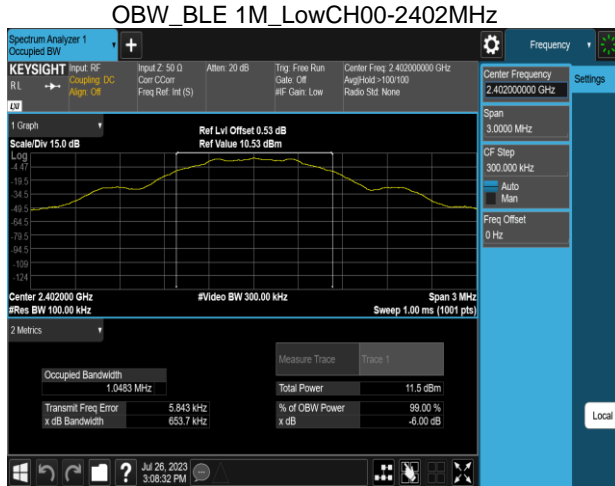 OBW_BLE 1M_LowCH00-2402MHz
Spectrum Analyzer 1
Occupied BW
Frequency
KEYSIGHT Input: RF
R L Coupling: DC
Align: Off
Input Z: 50 Ω
Corr CCorr
Freq Ref: Int (S)
Atten: 20 dB
Trig: Free Run
Gate: Off
#IF Gain: Low
Center Freq: 2.402000000 GHz
Avg|Hold:>100/100
Radio Std: None
Center Frequency
2.402000000 GHz
Settings
Span
3.0000 MHz
CF Step
300.000 kHz
Auto
Man
Freq Offset
0 Hz
Local
1 Graph
Scale/Div 15.0 dB
Ref Lvl Offset 0.53 dB
Ref Value 10.53 dBm
Log
-4.47
-19.5
-34.5
-49.5
-64.5
-79.5
-94.5
-109
-124
Center 2.402000 GHz
#Res BW 100.00 kHz
#Video BW 300.00 kHz
Span 3 MHz
Sweep 1.00 ms (1001 pts)
2 Metrics
Measure Trace Trace 1
Occupied Bandwidth
1.0483 MHz
Total Power 11.5 dBm
Transmit Freq Error 5.843 kHz
% of OBW Power 99.00 %
x dB Bandwidth 653.7 kHz
x dB -6.00 dB
Jul 26, 2023
3:08:32 PM